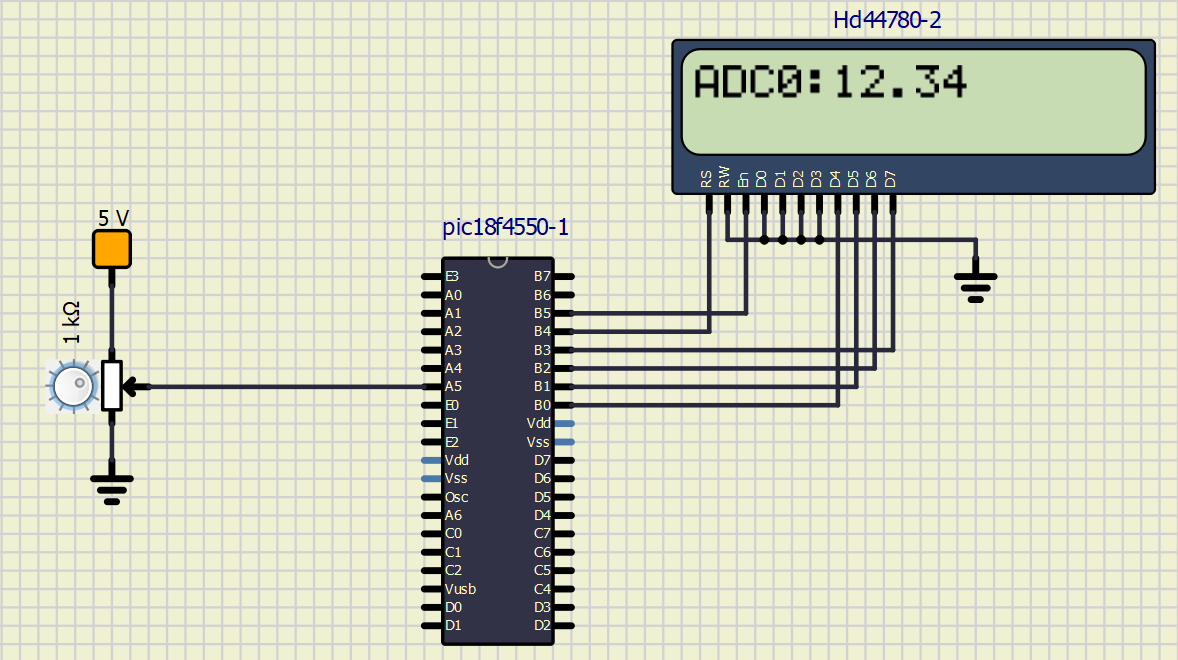 Hd44780-2
ADC0:12.34
RS RW En D0 D1 D2 D3 D4 D5 D6 D7
5 V
1 kΩ
pic18f4550-1
E3 B7
A0 B6
A1 B5
A2 B4
A3 B3
A4 B2
A5 B1
E0 B0
E1 Vdd
E2 Vss
Vdd D7
Vss D6
Osc D5
A6 D4
C0 C7
C1 C6
C2 C5
Vusb C4
D0 D3
D1 D2